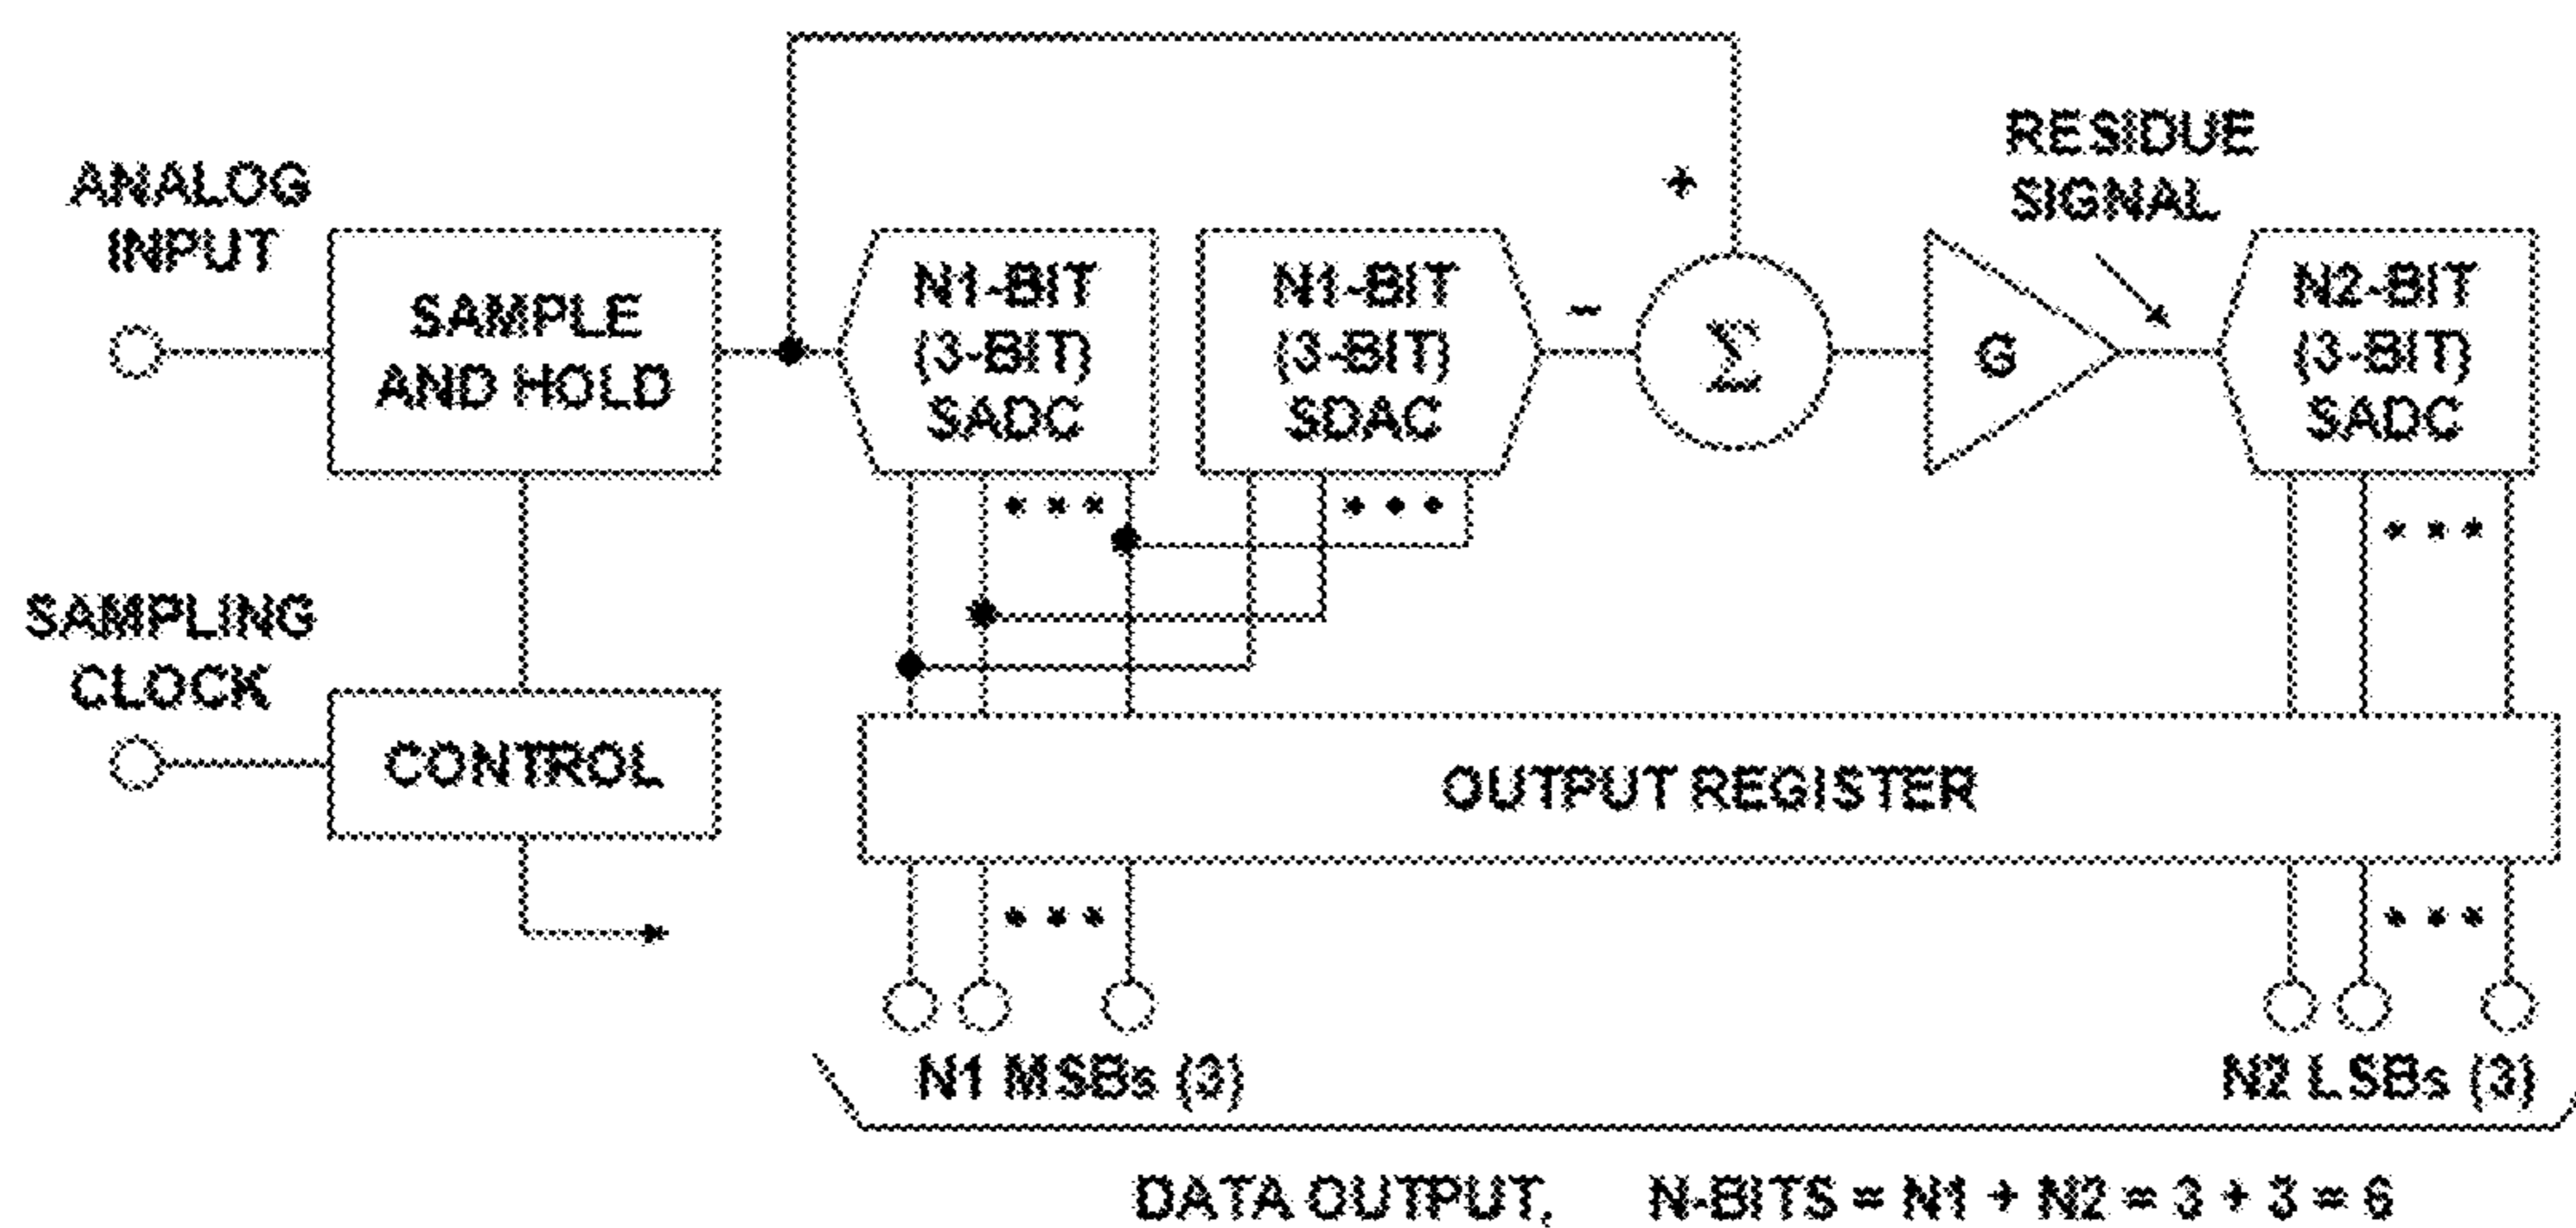 ANALOG
INPUT
SAMPLE
AND HOLD
SAMPLING
CLOCK
CONTROL
N1-BIT
(3-BIT)
SADC
N1-BIT
(3-BIT)
SDAC
+
–
Σ
G
RESIDUE
SIGNAL
N2-BIT
(3-BIT)
SADC
OUTPUT REGISTER
N1 MSBs (3)
N2 LSBs (3)
DATA OUTPUT, N-BITS = N1 + N2 = 3 + 3 = 6